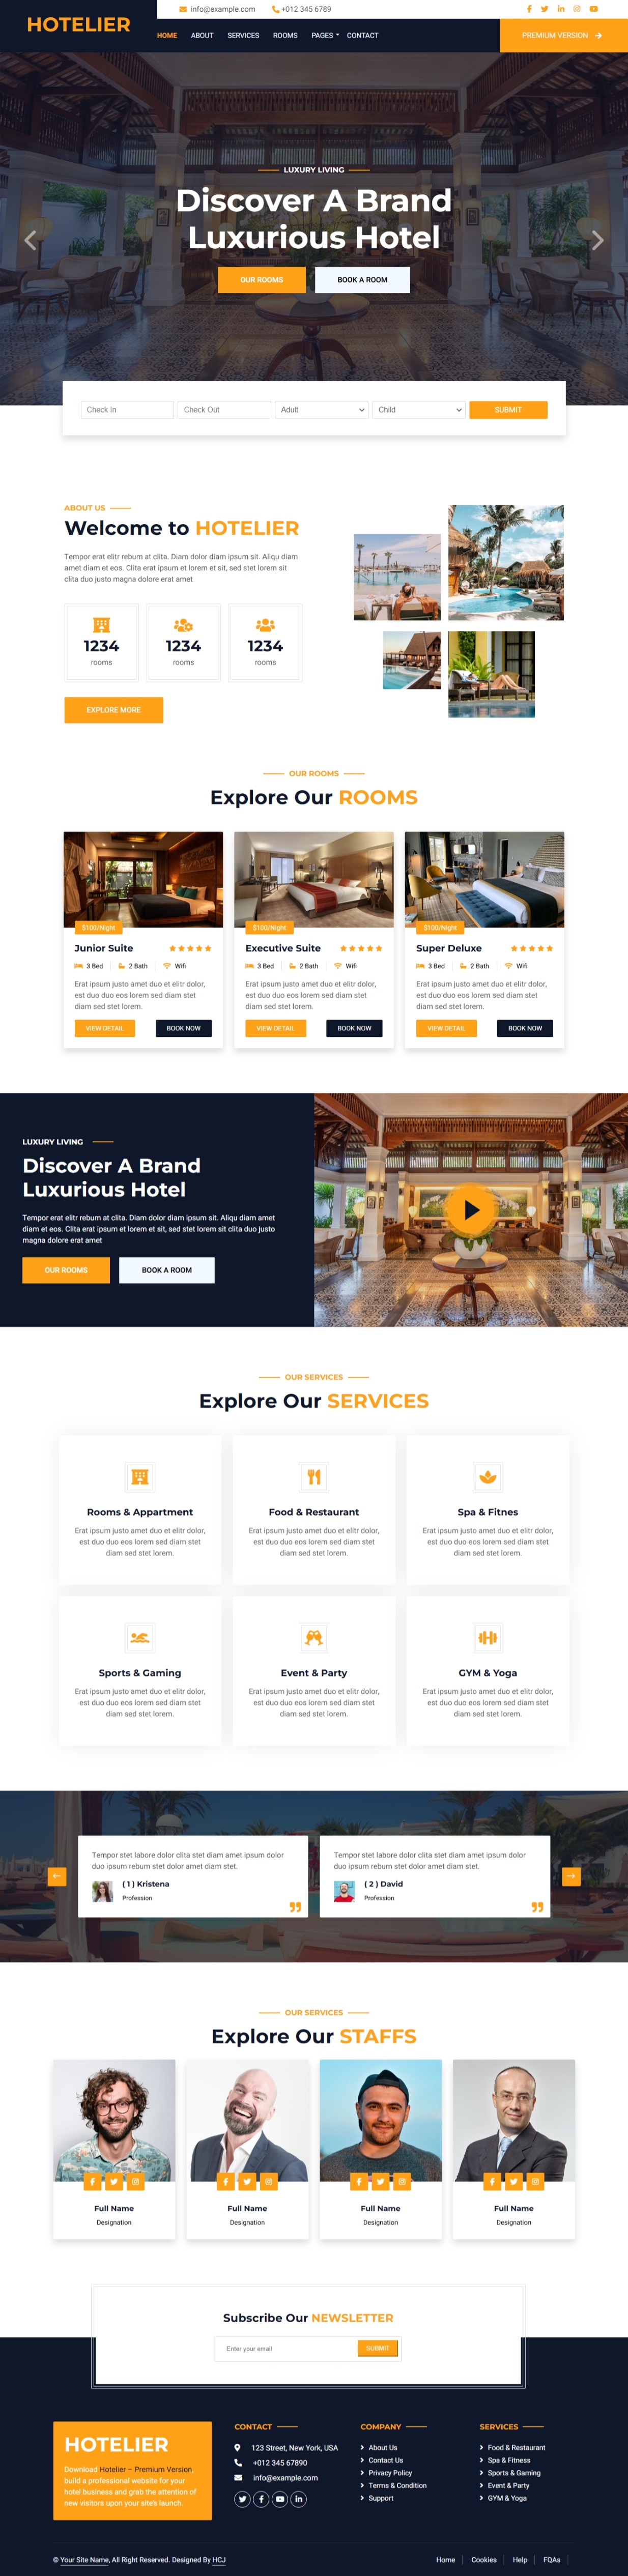 HOTELIER
info@example.com
+012 345 6789
HOME
ABOUT
SERVICES
ROOMS
PAGES
CONTACT
PREMIUM VERSION
LUXURY LIVING
Discover A Brand
Luxurious Hotel
OUR ROOMS
BOOK A ROOM
Check In
Check Out
Adult
Child
SUBMIT
ABOUT US
Welcome to HOTELIER
Tempor erat elitr rebum at clita. Diam dolor diam ipsum sit. Aliqu diam
amet diam et eos. Clita erat ipsum et lorem et sit, sed stet lorem sit
clita duo justo magna dolore erat amet
1234
rooms
1234
rooms
1234
rooms
EXPLORE MORE
OUR ROOMS
Explore Our ROOMS
$100/Night
Junior Suite
3 Bed
2 Bath
Wifi
Erat ipsum justo amet duo et elitr dolor,
est duo duo eos lorem sed diam stet
diam sed stet lorem.
VIEW DETAIL
BOOK NOW
$100/Night
Executive Suite
3 Bed
2 Bath
Wifi
Erat ipsum justo amet duo et elitr dolor,
est duo duo eos lorem sed diam stet
diam sed stet lorem.
VIEW DETAIL
BOOK NOW
$100/Night
Super Deluxe
3 Bed
2 Bath
Wifi
Erat ipsum justo amet duo et elitr dolor,
est duo duo eos lorem sed diam stet
diam sed stet lorem.
VIEW DETAIL
BOOK NOW
LUXURY LIVING
Discover A Brand
Luxurious Hotel
Tempor erat elitr rebum at clita. Diam dolor diam ipsum sit. Aliqu diam amet
diam et eos. Clita erat ipsum et lorem et sit, sed stet lorem sit clita duo justo
magna dolore erat amet
OUR ROOMS
BOOK A ROOM
OUR SERVICES
Explore Our SERVICES
Rooms & Appartment
Erat ipsum justo amet duo et elitr dolor,
est duo duo eos lorem sed diam stet
diam sed stet lorem.
Food & Restaurant
Erat ipsum justo amet duo et elitr dolor,
est duo duo eos lorem sed diam stet
diam sed stet lorem.
Spa & Fitnes
Erat ipsum justo amet duo et elitr dolor,
est duo duo eos lorem sed diam stet
diam sed stet lorem.
Sports & Gaming
Erat ipsum justo amet duo et elitr dolor,
est duo duo eos lorem sed diam stet
diam sed stet lorem.
Event & Party
Erat ipsum justo amet duo et elitr dolor,
est duo duo eos lorem sed diam stet
diam sed stet lorem.
GYM & Yoga
Erat ipsum justo amet duo et elitr dolor,
est duo duo eos lorem sed diam stet
diam sed stet lorem.
Tempor stet labore dolor clita stet diam amet ipsum dolor
duo ipsum rebum stet dolor amet diam stet.
( 1 ) Kristena
Profession
Tempor stet labore dolor clita stet diam amet ipsum dolor
duo ipsum rebum stet dolor amet diam stet.
( 2 ) David
Profession
OUR SERVICES
Explore Our STAFFS
Full Name
Designation
Full Name
Designation
Full Name
Designation
Full Name
Designation
Subscribe Our NEWSLETTER
Enter your email
SUBMIT
HOTELIER
Download Hotelier – Premium Version,
build a professional website for your
hotel business and grab the attention of
new visitors upon your site's launch.
CONTACT
123 Street, New York, USA
+012 345 67890
info@example.com
COMPANY
About Us
Contact Us
Privacy Policy
Terms & Condition
Support
SERVICES
Food & Restaurant
Spa & Fitness
Sports & Gaming
Event & Party
GYM & Yoga
© Your Site Name, All Right Reserved. Designed By HCJ
Home
Cookies
Help
FQAs